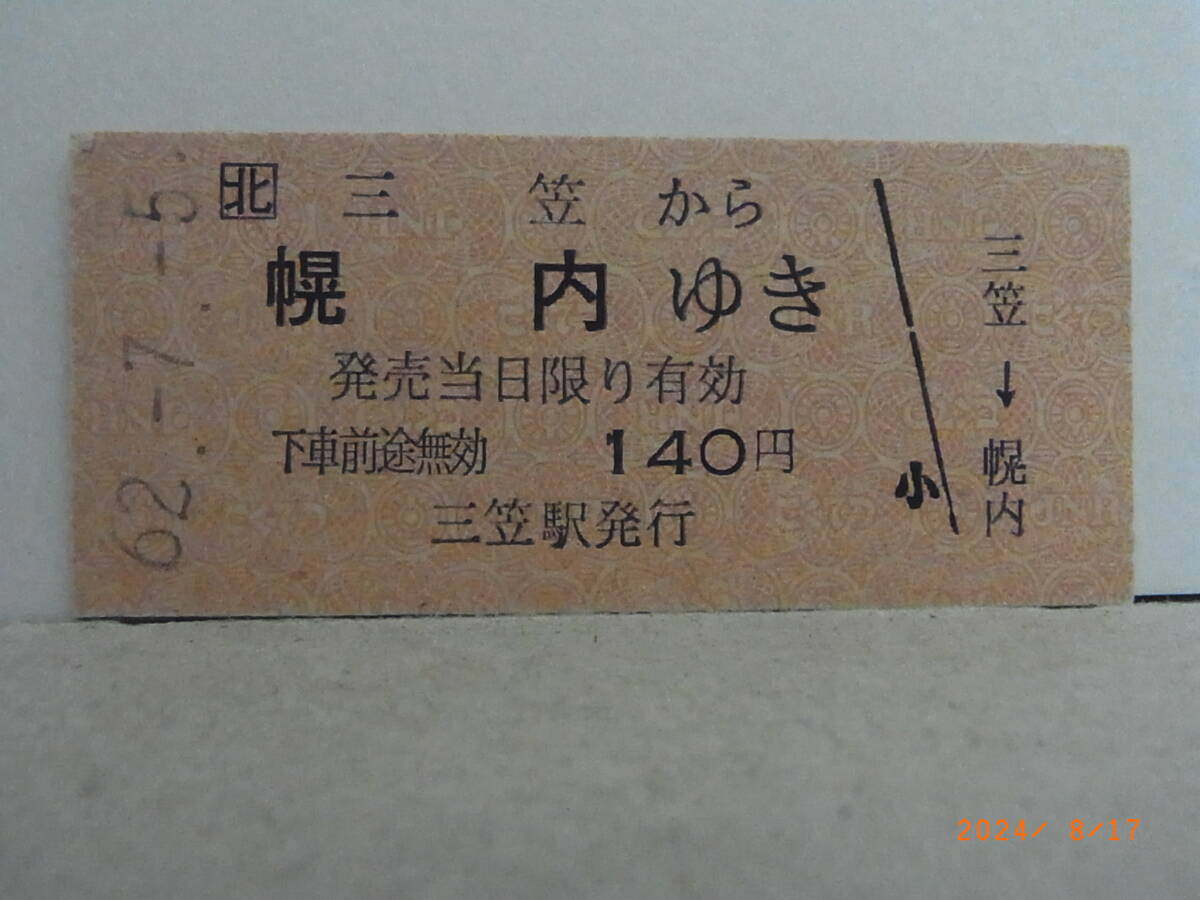 62.-7.-5.
北 三 笠 から
幌 内 ゆき
発売当日限り有効
下車前途無効 140円
三笠駅発行
小
三笠→幌内
2024/ 8/17